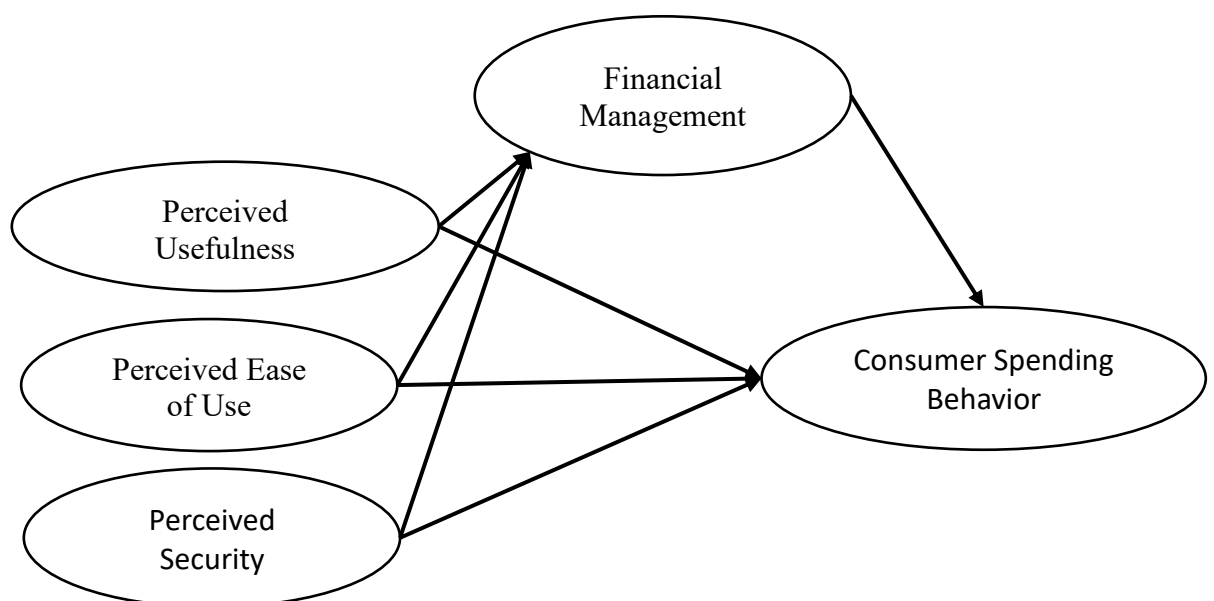 Financial
Management
Perceived
Usefulness
Perceived Ease
of Use
Consumer Spending
Behavior
Perceived
Security